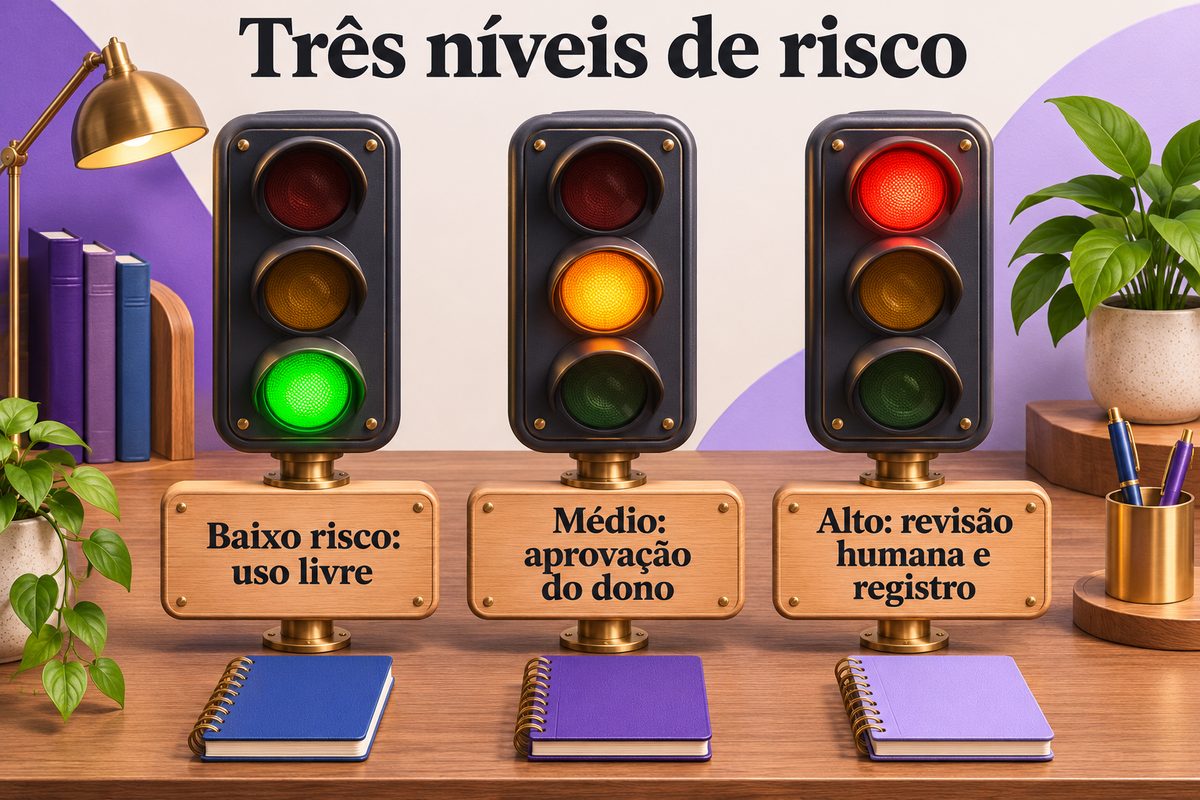 Três níveis de risco
Baixo risco:
uso livre
Médio:
aprovação
do dono
Alto: revisão
humana e
registro